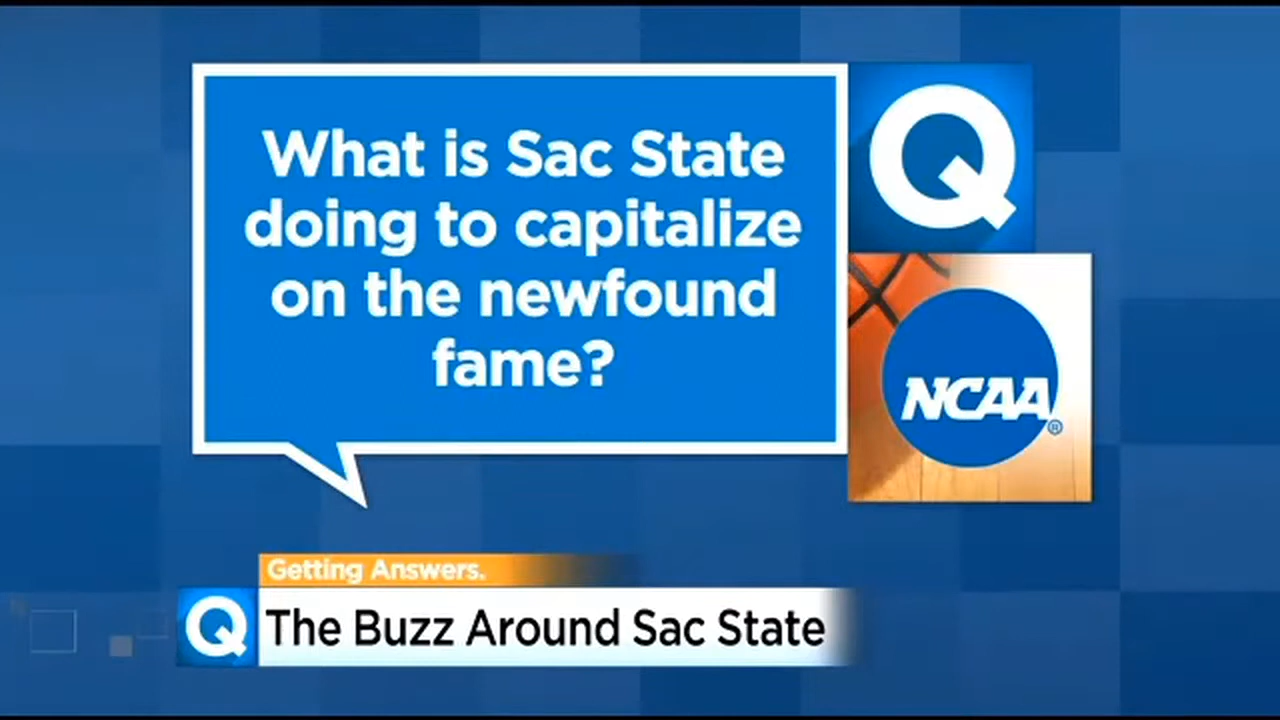 What is Sac State
doing to capitalize
on the newfound
fame?
Q
NCAA®
Getting Answers.
Q The Buzz Around Sac State